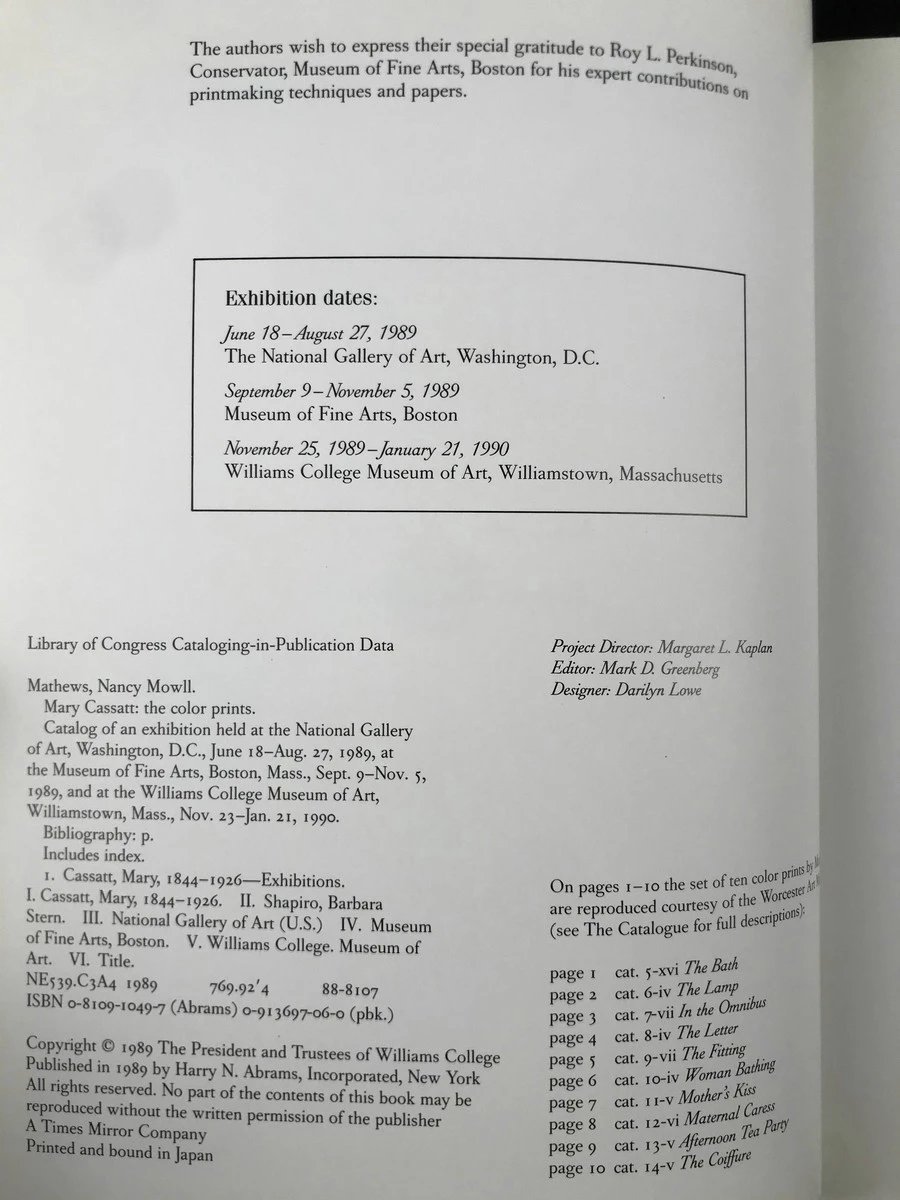 The authors wish to express their special gratitude to Roy L. Perkinson,
Conservator, Museum of Fine Arts, Boston for his expert contributions on
printmaking techniques and papers.
Exhibition dates:
June 18–August 27, 1989
The National Gallery of Art, Washington, D.C.
September 9–November 5, 1989
Museum of Fine Arts, Boston
November 25, 1989–January 21, 1990
Williams College Museum of Art, Williamstown, Massachusetts
Library of Congress Cataloging-in-Publication Data
Mathews, Nancy Mowll.
Mary Cassatt: the color prints.
Catalog of an exhibition held at the National Gallery
of Art, Washington, D.C., June 18–Aug. 27, 1989, at
the Museum of Fine Arts, Boston, Mass., Sept. 9–Nov. 5,
1989, and at the Williams College Museum of Art,
Williamstown, Mass., Nov. 23–Jan. 21, 1990.
Bibliography: p.
Includes index.
1. Cassatt, Mary, 1844–1926—Exhibitions.
I. Cassatt, Mary, 1844–1926. II. Shapiro, Barbara
Stern. III. National Gallery of Art (U.S.) IV. Museum
of Fine Arts, Boston. V. Williams College. Museum of
Art. VI. Title.
NE539.C3A4 1989 769.92'4 88-8107
ISBN 0-8109-1049-7 (Abrams) 0-913697-06-0 (pbk.)
Copyright © 1989 The President and Trustees of Williams College
Published in 1989 by Harry N. Abrams, Incorporated, New York
All rights reserved. No part of the contents of this book may be
reproduced without the written permission of the publisher
A Times Mirror Company
Printed and bound in Japan
Project Director: Margaret L. Kaplan
Editor: Mark D. Greenberg
Designer: Darilyn Lowe
On pages 1–10 the set of ten color prints by
are reproduced courtesy of the Worcester Art
(see The Catalogue for full descriptions):
page 1 cat. 5-xvi The Bath
page 2 cat. 6-iv The Lamp
page 3 cat. 7-vii In the Omnibus
page 4 cat. 8-iv The Letter
page 5 cat. 9-vii The Fitting
page 6 cat. 10-iv Woman Bathing
page 7 cat. 11-v Mother's Kiss
page 8 cat. 12-vi Maternal Caress
page 9 cat. 13-v Afternoon Tea Party
page 10 cat. 14-v The Coiffure